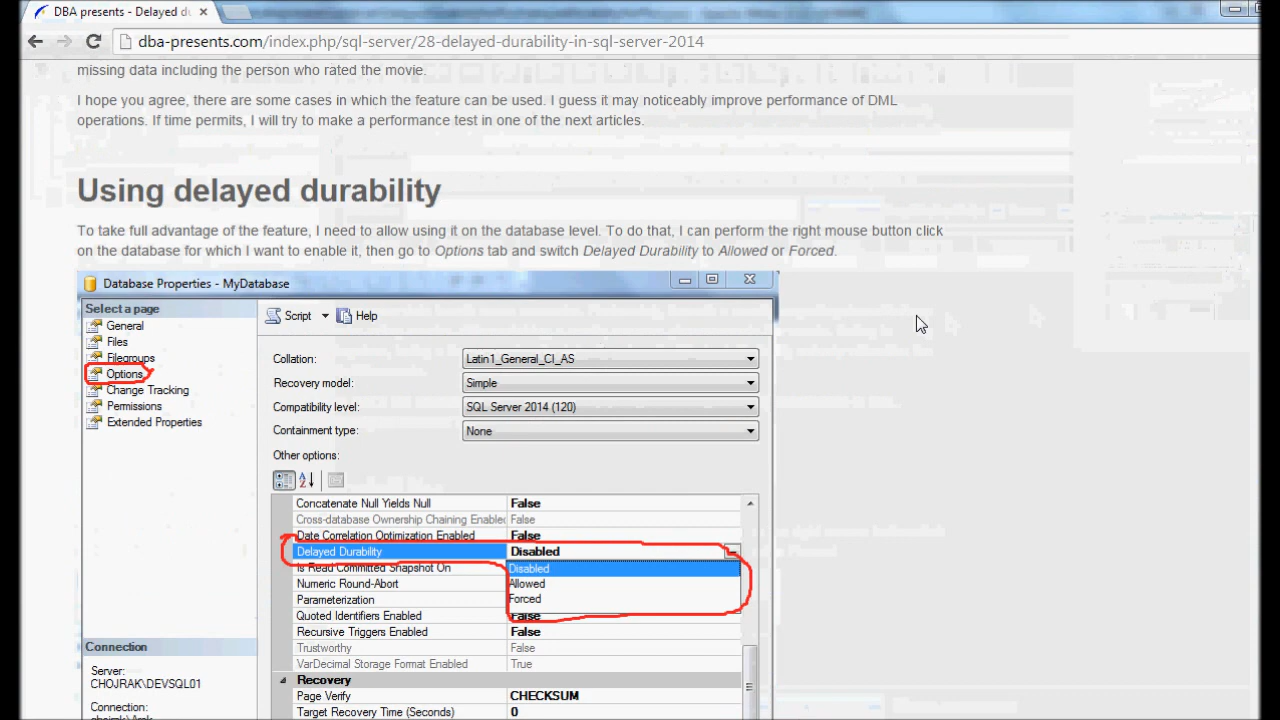 DBA presents - Delayed du
dba-presents.com/index.php/sql-server/28-delayed-durability-in-sql-server-2014
missing data including the person who rated the movie.
I hope you agree, there are some cases in which the feature can be used. I guess it may noticeably improve performance of DML
operations. If time permits, I will try to make a performance test in one of the next articles.
Using delayed durability
To take full advantage of the feature, I need to allow using it on the database level. To do that, I can perform the right mouse button click
on the database for which I want to enable it, then go to Options tab and switch Delayed Durability to Allowed or Forced.
Database Properties - MyDatabase
Select a page
General
Files
Filegroups
Options
Change Tracking
Permissions
Extended Properties
Script
Help
Collation: Latin1_General_CI_AS
Recovery model: Simple
Compatibility level: SQL Server 2014 (120)
Containment type: None
Other options:
Concatenate Null Yields Null False
Cross-database Ownership Chaining Enabled False
Date Correlation Optimization Enabled False
Delayed Durability Disabled
Is Read Committed Snapshot On Disabled
Numeric Round-Abort Allowed
Parameterization Forced
Quoted Identifiers Enabled False
Recursive Triggers Enabled False
Trustworthy False
VarDecimal Storage Format Enabled True
Recovery
Page Verify CHECKSUM
Target Recovery Time (Seconds) 0
Connection
Server:
CHOJRAK\DEVSQL01
Connection:
chojrak\Arek